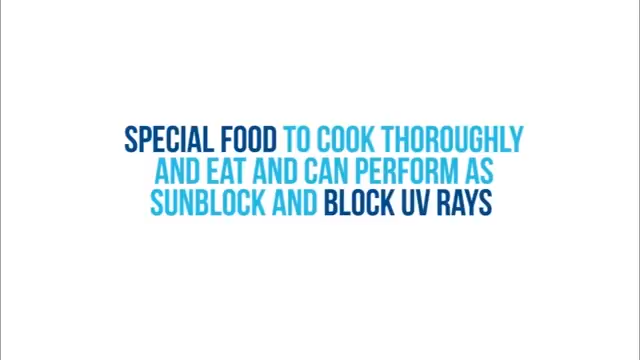 SPECIAL FOOD TO COOK THOROUGHLY
AND EAT AND CAN PERFORM AS
SUNBLOCK AND BLOCK UV RAYS